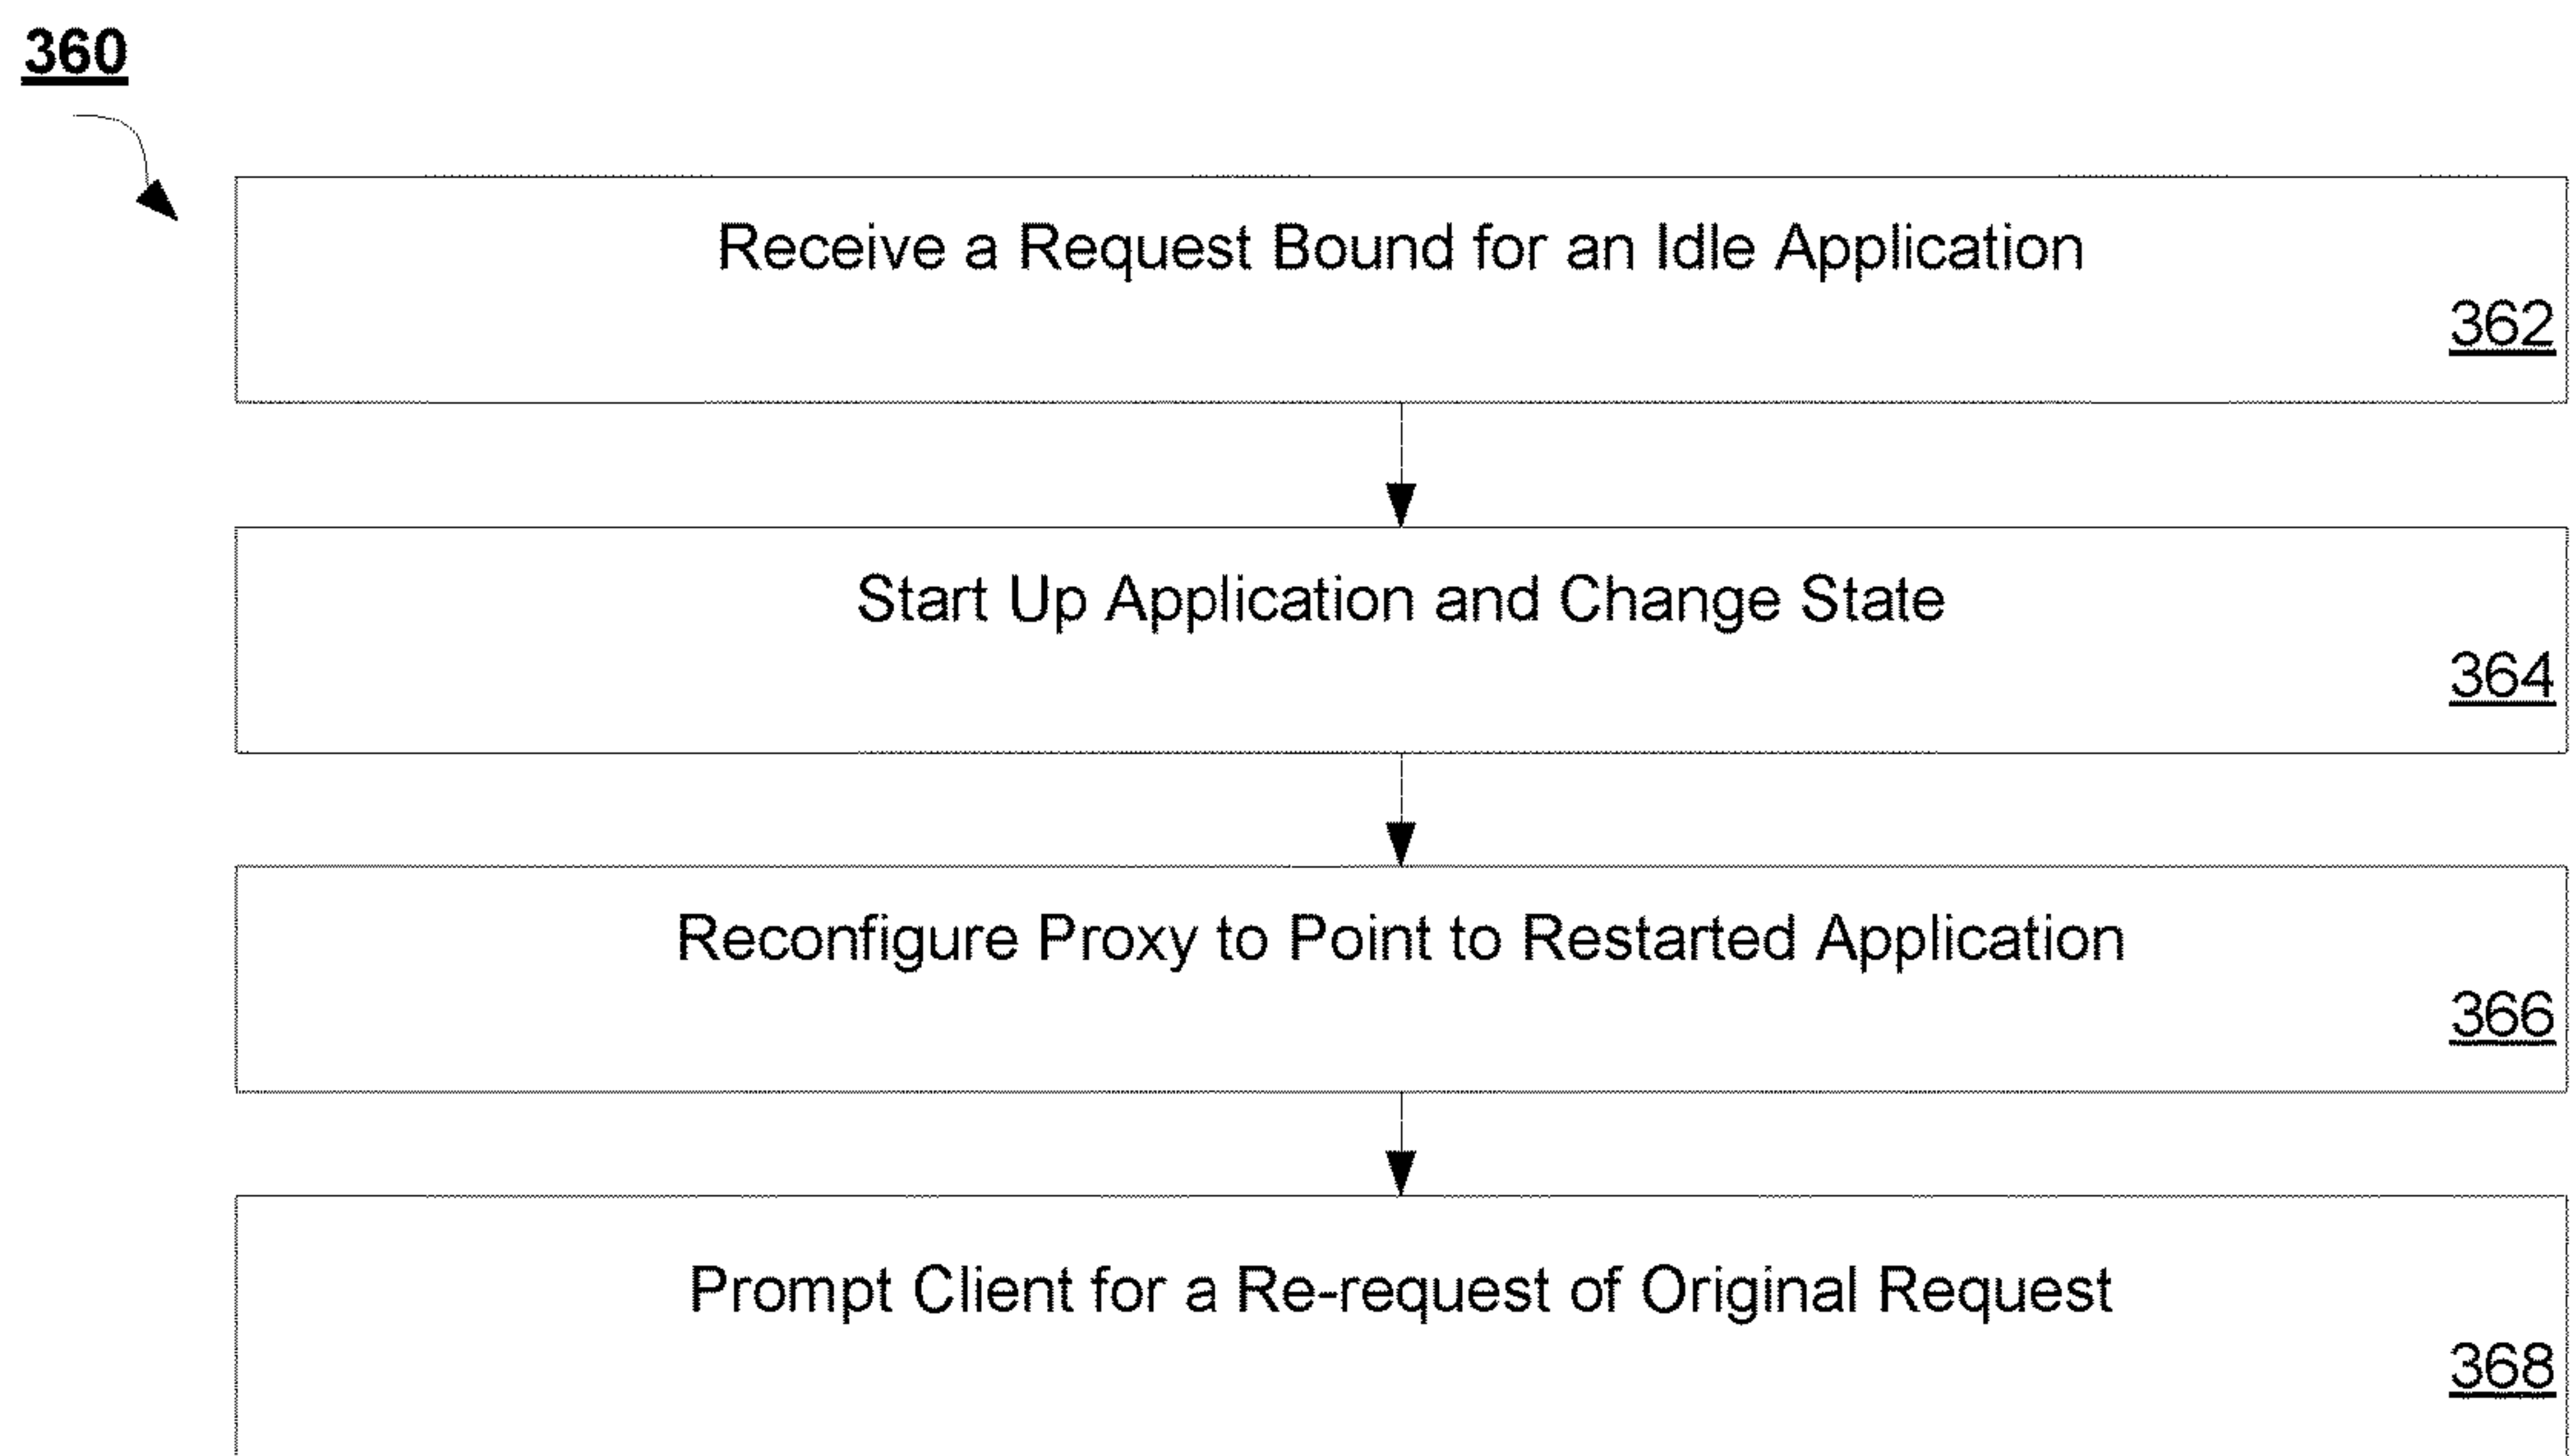 360
Receive a Request Bound for an Idle Application
362
Start Up Application and Change State
364
Reconfigure Proxy to Point to Restarted Application
366
Prompt Client for a Re-request of Original Request
368